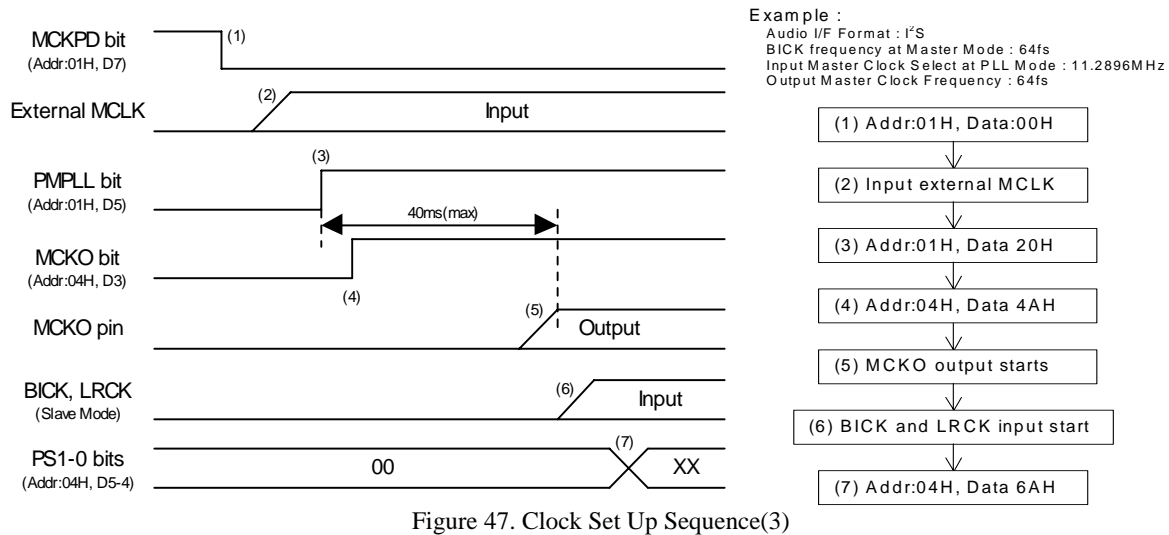 MCKPD bit
(Addr:01H, D7)
(1)
External MCLK
(2)
Input
(3)
PMPLL bit
(Addr:01H, D5)
40ms(max)
MCKO bit
(Addr:04H, D3)
(4)
MCKO pin
(5)
Output
BICK, LRCK
(Slave Mode)
(6)
Input
PS1-0 bits
(Addr:04H, D5-4)
00
(7)
XX
Example :
Audio I/F Format : I²S
BICK frequency at Master Mode : 64fs
Input Master Clock Select at PLL Mode : 11.2896MHz
Output Master Clock Frequency : 64fs
(1) Addr:01H, Data:00H
(2) Input external MCLK
(3) Addr:01H, Data 20H
(4) Addr:04H, Data 4AH
(5) MCKO output starts
(6) BICK and LRCK input start
(7) Addr:04H, Data 6AH
Figure 47. Clock Set Up Sequence(3)